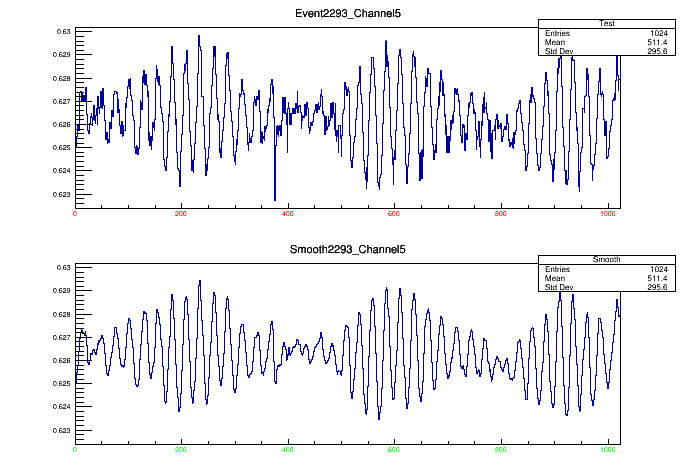 Event2293_Channel5
Test
Entries 1024
Mean 511.4
Std Dev 295.6
0.63
0.629
0.628
0.627
0.626
0.625
0.624
0.623
0 200 400 600 800 1000
Smooth2293_Channel5
Smooth
Entries 1024
Mean 511.4
Std Dev 295.6
0.63
0.629
0.628
0.627
0.626
0.625
0.624
0.623
0 200 400 600 800 1000